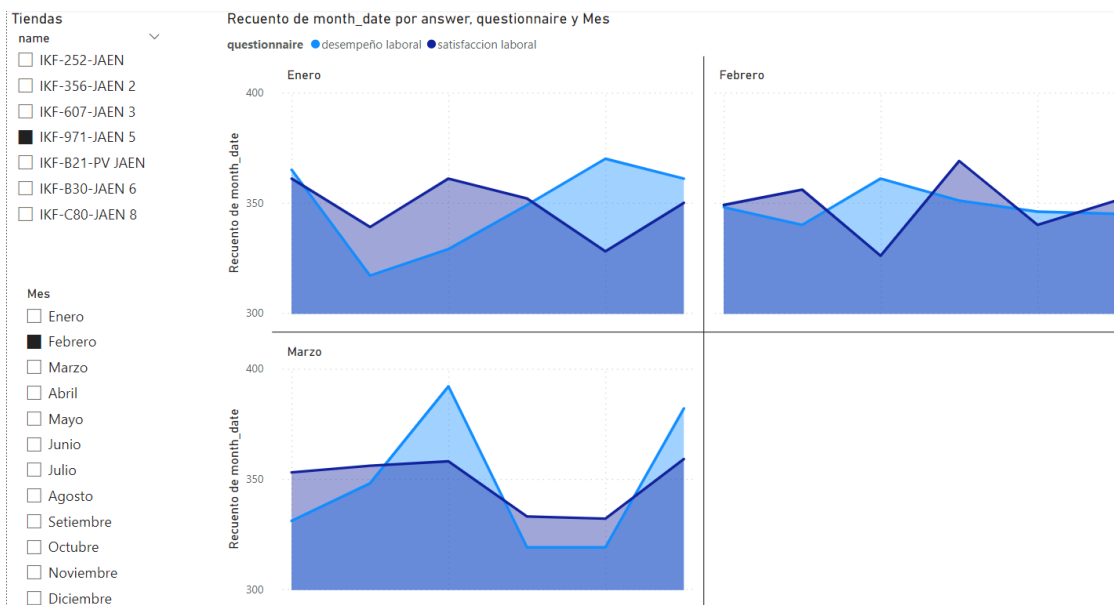 Tiendas
name
IKF-252-JAEN
IKF-356-JAEN 2
IKF-607-JAEN 3
IKF-971-JAEN 5
IKF-B21-PV JAEN
IKF-B30-JAEN 6
IKF-C80-JAEN 8
Mes
Enero
Febrero
Marzo
Abril
Mayo
Junio
Julio
Agosto
Setiembre
Octubre
Noviembre
Diciembre
Recuento de month_date por answer, questionnaire y Mes
questionnaire desempeño laboral satisfaccion laboral
Enero
Recuento de month_date
400
350
300
Febrero
Marzo
Recuento de month_date
400
350
300